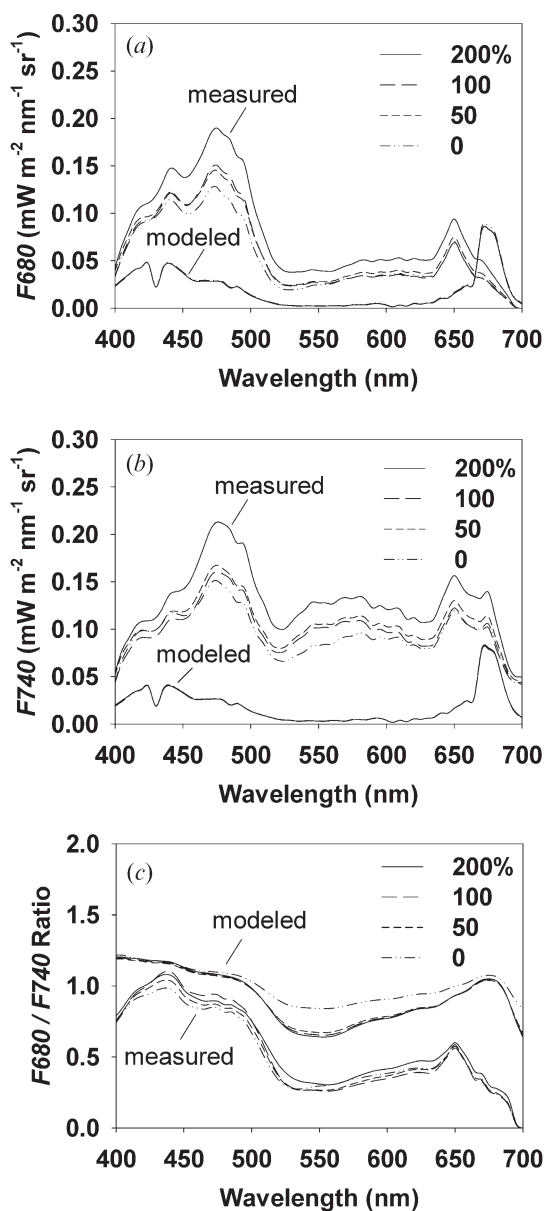 (a)
200%
100
50
0
measured
modeled
F680 (mW m-2 nm-1 sr-1)
0.30
0.25
0.20
0.15
0.10
0.05
0.00
400 450 500 550 600 650 700
Wavelength (nm)
(b)
200%
100
50
0
measured
modeled
F740 (mW m-2 nm-1 sr-1)
0.30
0.25
0.20
0.15
0.10
0.05
0.00
400 450 500 550 600 650 700
Wavelength (nm)
(c)
200%
100
50
0
modeled
measured
F680 / F740 Ratio
2.0
1.5
1.0
0.5
0.0
400 450 500 550 600 650 700
Wavelength (nm)